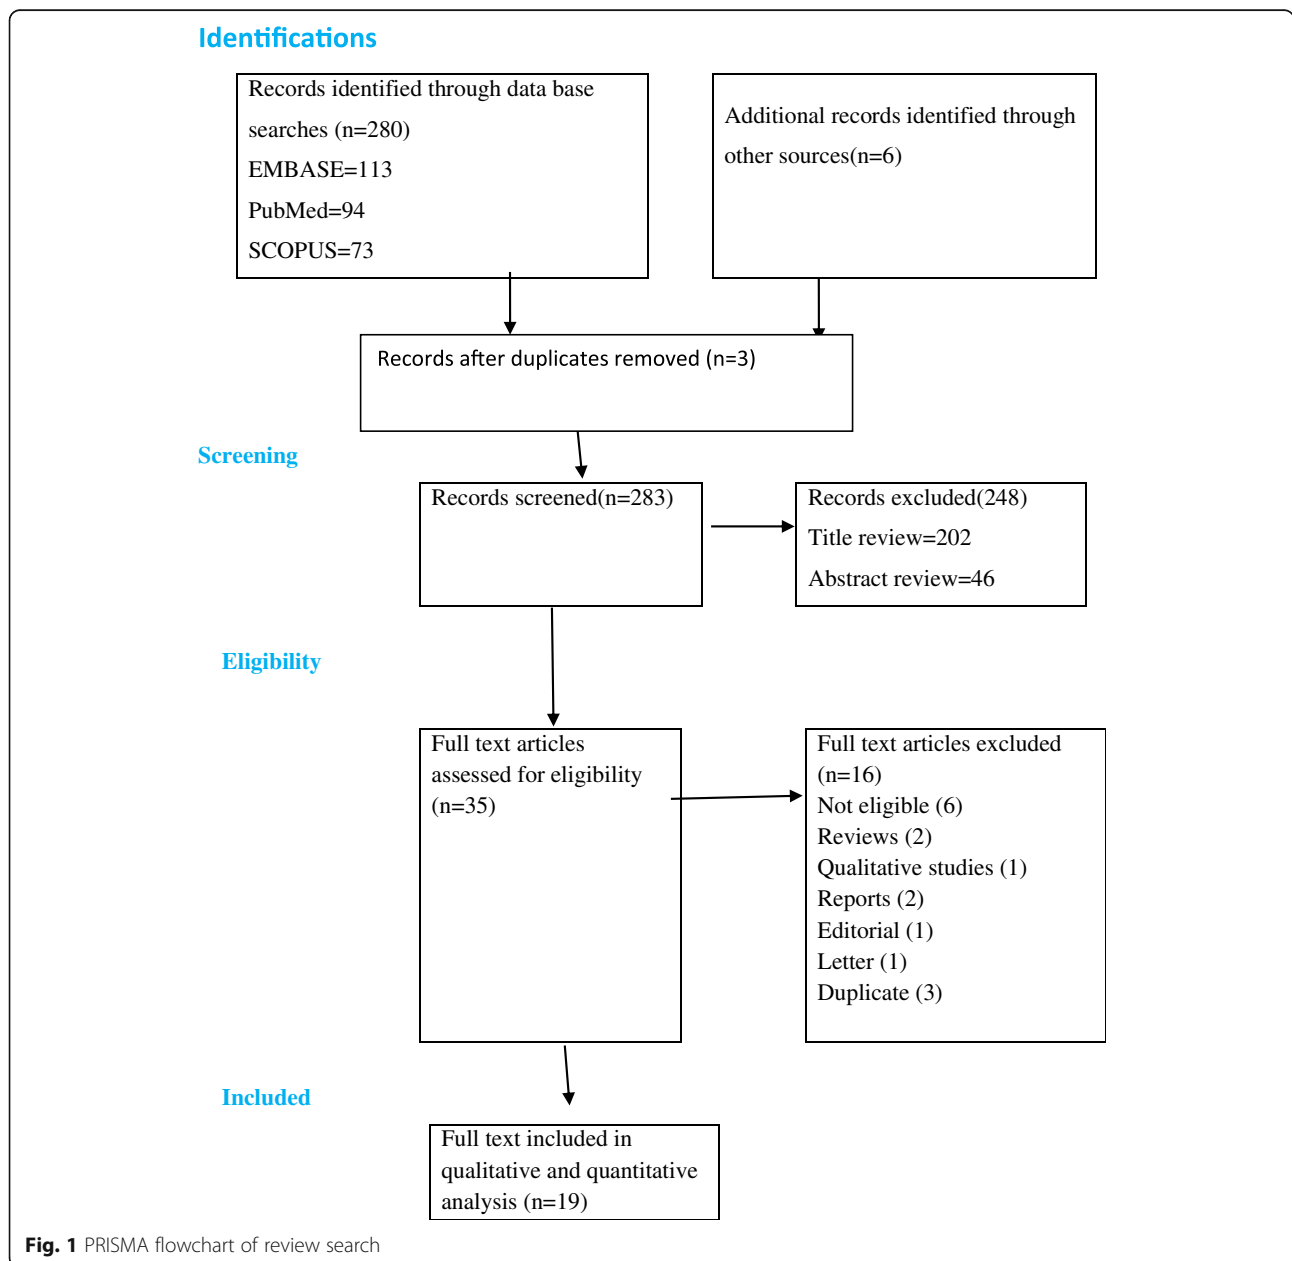 Identifications
Records identified through data base
searches (n=280)
EMBASE=113
PubMed=94
SCOPUS=73
Additional records identified through
other sources(n=6)
Records after duplicates removed (n=3)
Screening
Records screened(n=283)
Records excluded(248)
Title review=202
Abstract review=46
Eligibility
Full text articles
assessed for eligibility
(n=35)
Full text articles excluded
(n=16)
Not eligible (6)
Reviews (2)
Qualitative studies (1)
Reports (2)
Editorial (1)
Letter (1)
Duplicate (3)
Included
Full text included in
qualitative and quantitative
analysis (n=19)
Fig. 1 PRISMA flowchart of review search